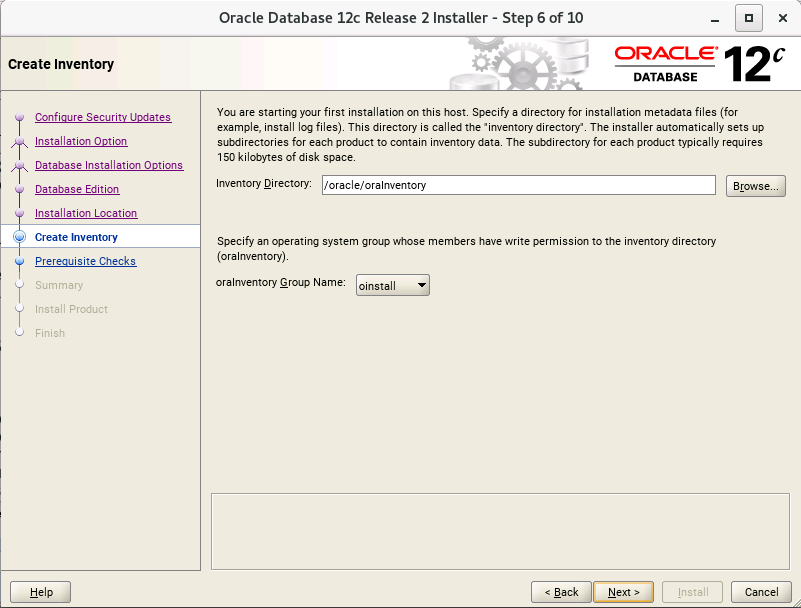 Oracle Database 12c Release 2 Installer - Step 6 of 10
Create Inventory
ORACLE®
DATABASE
12c
Configure Security Updates
Installation Option
Database Installation Options
Database Edition
Installation Location
Create Inventory
Prerequisite Checks
Summary
Install Product
Finish
You are starting your first installation on this host. Specify a directory for installation metadata files (for
example, install log files). This directory is called the "inventory directory". The installer automatically sets up
subdirectories for each product to contain inventory data. The subdirectory for each product typically requires
150 kilobytes of disk space.
Inventory Directory: /oracle/oraInventory Browse...
Specify an operating system group whose members have write permission to the inventory directory
(oraInventory).
oraInventory Group Name: oinstall
Help < Back Next > Install Cancel